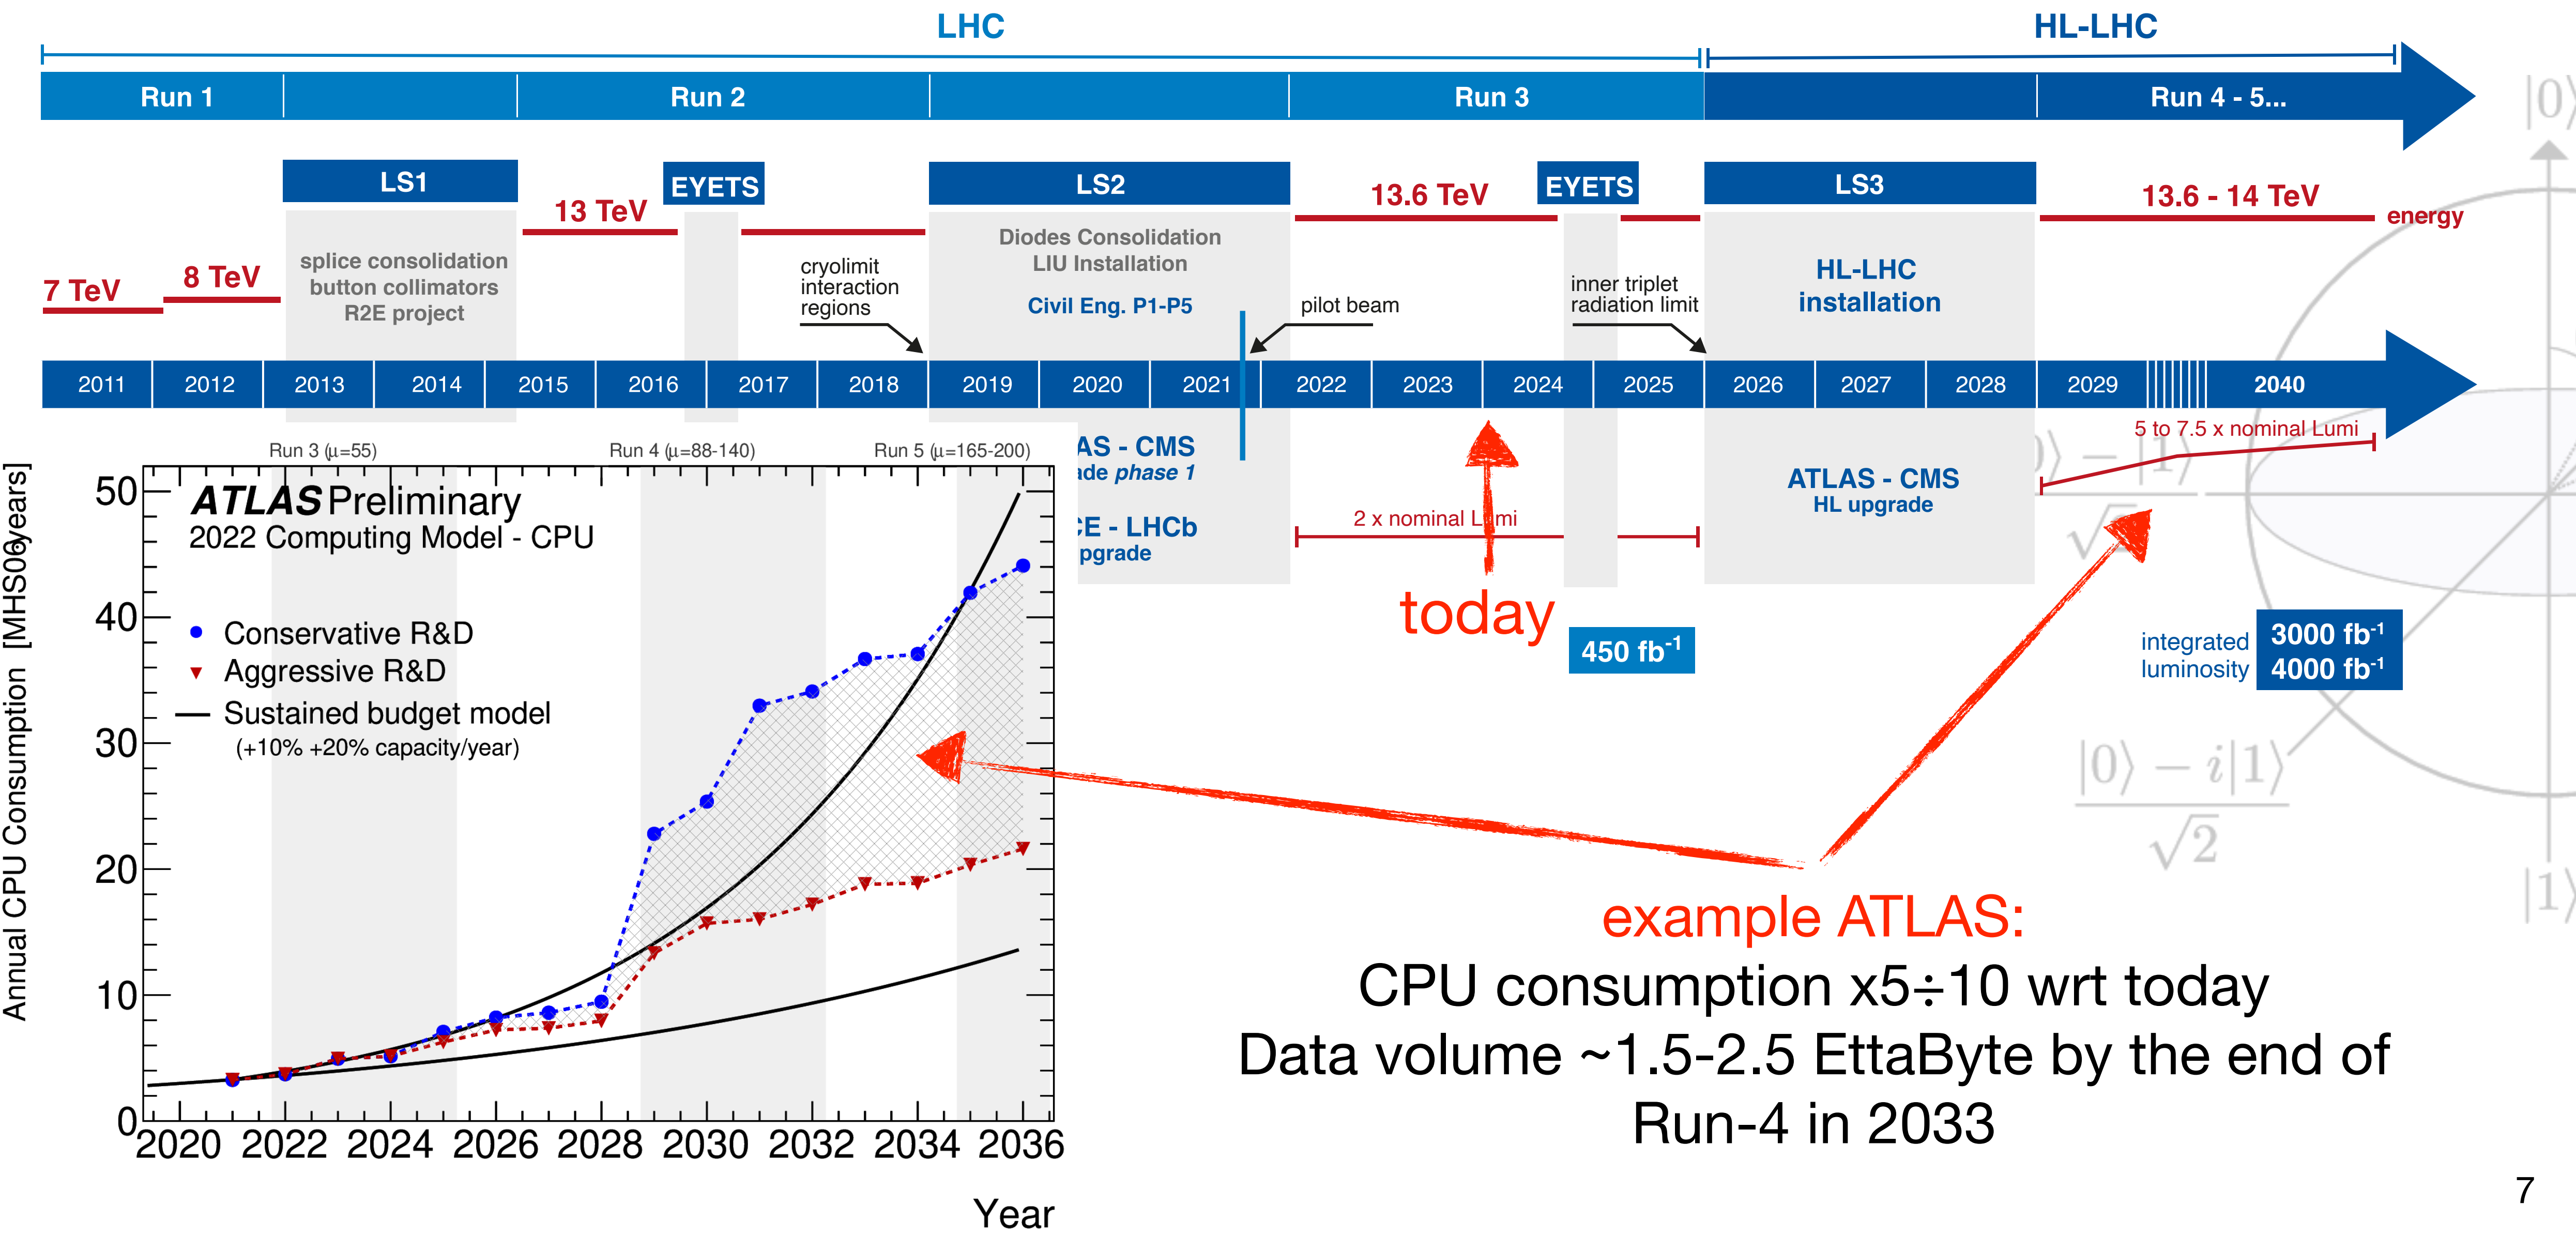 LHC
HL-LHC
Run 1
Run 2
Run 3
Run 4 - 5...
LS1
EYETS
LS2
EYETS
LS3
13 TeV
13.6 TeV
13.6 - 14 TeV
energy
7 TeV
8 TeV
splice consolidation
button collimators
R2E project
cryolimit
interaction
regions
Diodes Consolidation
LIU Installation
Civil Eng. P1-P5
pilot beam
inner triplet
radiation limit
HL-LHC
installation
2011 2012 2013 2014 2015 2016 2017 2018 2019 2020 2021 2022 2023 2024 2025 2026 2027 2028 2029 2040
AS - CMS
ade phase 1
CE - LHCb
pgrade
2 x nominal Lumi
ATLAS - CMS
HL upgrade
5 to 7.5 x nominal Lumi
today
450 fb-1
integrated
luminosity
3000 fb-1
4000 fb-1
Run 3 (μ=55)
Run 4 (μ=88-140)
Run 5 (μ=165-200)
ATLAS Preliminary
2022 Computing Model - CPU
Conservative R&D
Aggressive R&D
Sustained budget model
(+10% +20% capacity/year)
Annual CPU Consumption [MHS06years]
50
40
30
20
10
0
2020 2022 2024 2026 2028 2030 2032 2034 2036
Year
example ATLAS:
CPU consumption x5÷10 wrt today
Data volume ~1.5-2.5 EttaByte by the end of
Run-4 in 2033
|0⟩
|0⟩ − i|1⟩
√2
|1⟩
7